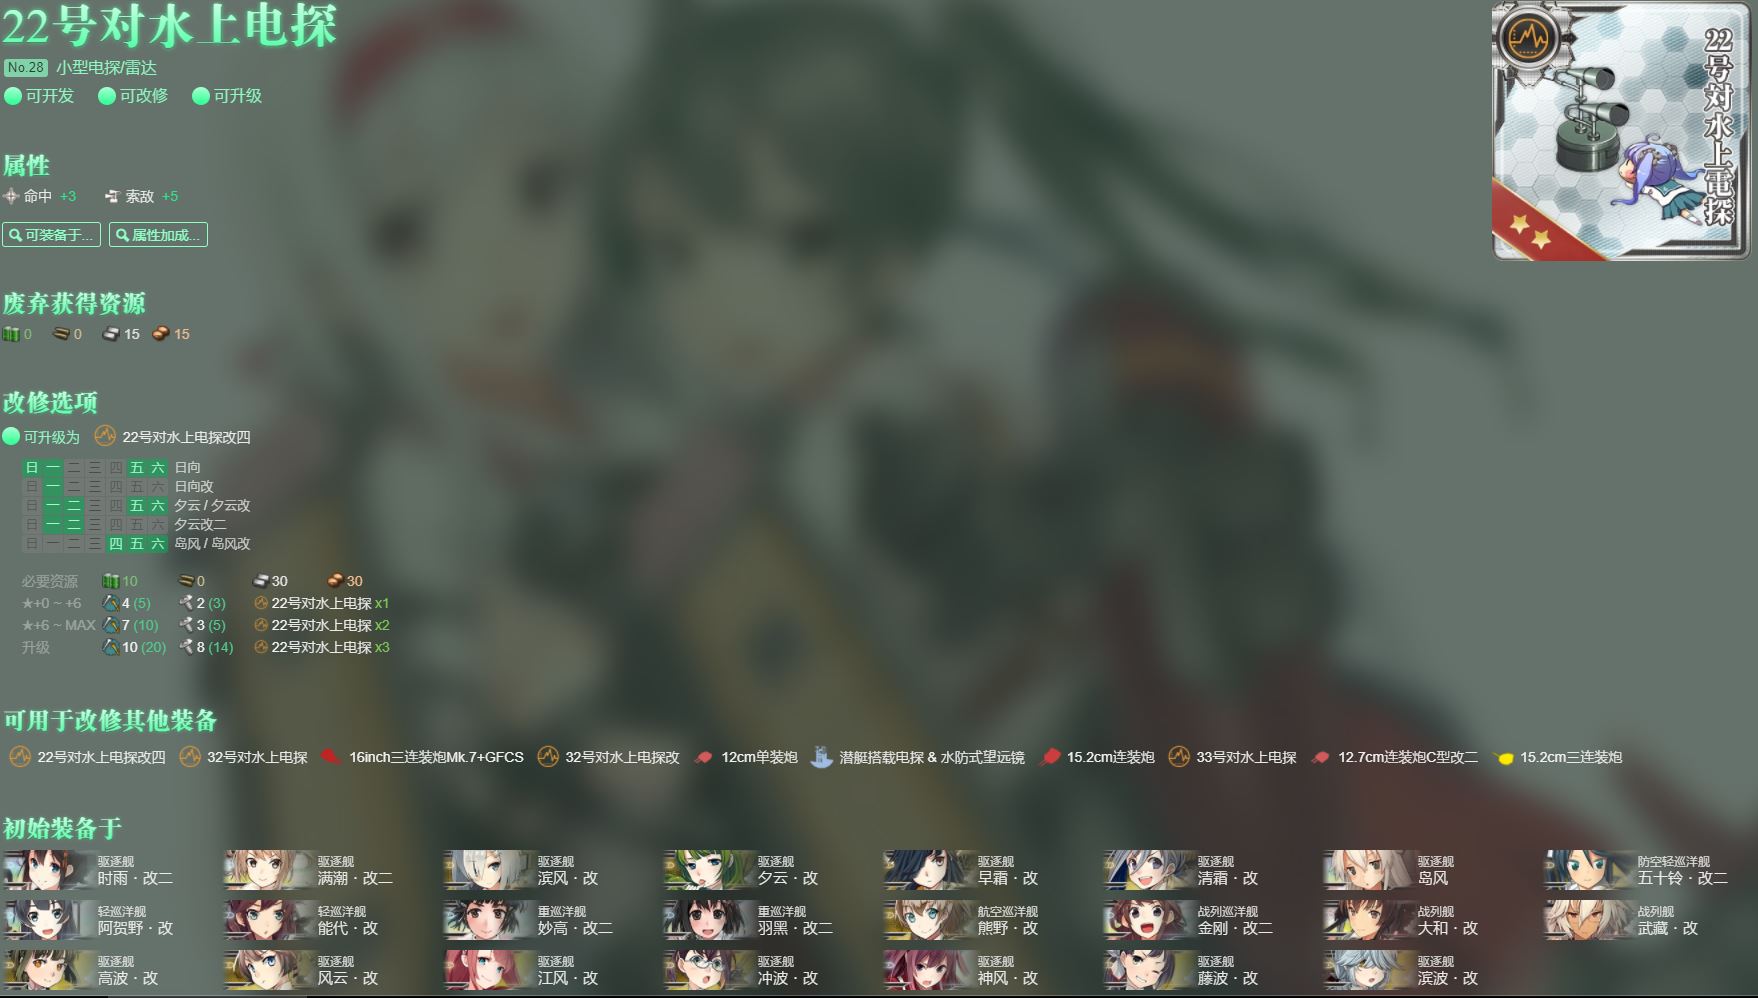 22号对水上电探
No.28 小型电探/雷达
可开发 可改修 可升级
22号対水上電探
属性
命中 +3 索敌 +5
可装备于... 属性加成...
废弃获得资源
0 0 15 15
改修选项
可升级为 22号对水上电探改四
日 一 二 三 四 五 六 日向
日 一 二 三 四 五 六 日向改
日 一 二 三 四 五 六 夕云 / 夕云改
日 一 二 三 四 五 六 夕云改二
日 一 二 三 四 五 六 岛风 / 岛风改
必要资源 10 0 30 30
★+0 ~ +6 4 (5) 2 (3) 22号对水上电探 x1
★+6 ~ MAX 7 (10) 3 (5) 22号对水上电探 x2
升级 10 (20) 8 (14) 22号对水上电探 x3
可用于改修其他装备
22号对水上电探改四 32号对水上电探 16inch三连装炮Mk.7+GFCS 32号对水上电探改 12cm单装炮 潜艇搭载电探 & 水防式望远镜 15.2cm连装炮 33号对水上电探 12.7cm连装炮C型改二 15.2cm三连装炮
初始装备于
驱逐舰 驱逐舰 驱逐舰 驱逐舰 驱逐舰 驱逐舰 驱逐舰 防空轻巡洋舰
时雨 · 改二 满潮 · 改二 滨风 · 改 夕云 · 改 早霜 · 改 清霜 · 改 岛风 五十铃 · 改二
轻巡洋舰 轻巡洋舰 重巡洋舰 重巡洋舰 航空巡洋舰 战列巡洋舰 战列舰 战列舰
阿贺野 · 改 能代 · 改 妙高 · 改二 羽黑 · 改二 熊野 · 改 金刚 · 改二 大和 · 改 武藏 · 改
驱逐舰 驱逐舰 驱逐舰 驱逐舰 驱逐舰 驱逐舰 驱逐舰
高波 · 改 风云 · 改 江风 · 改 冲波 · 改 神风 · 改 藤波 · 改 滨波 · 改